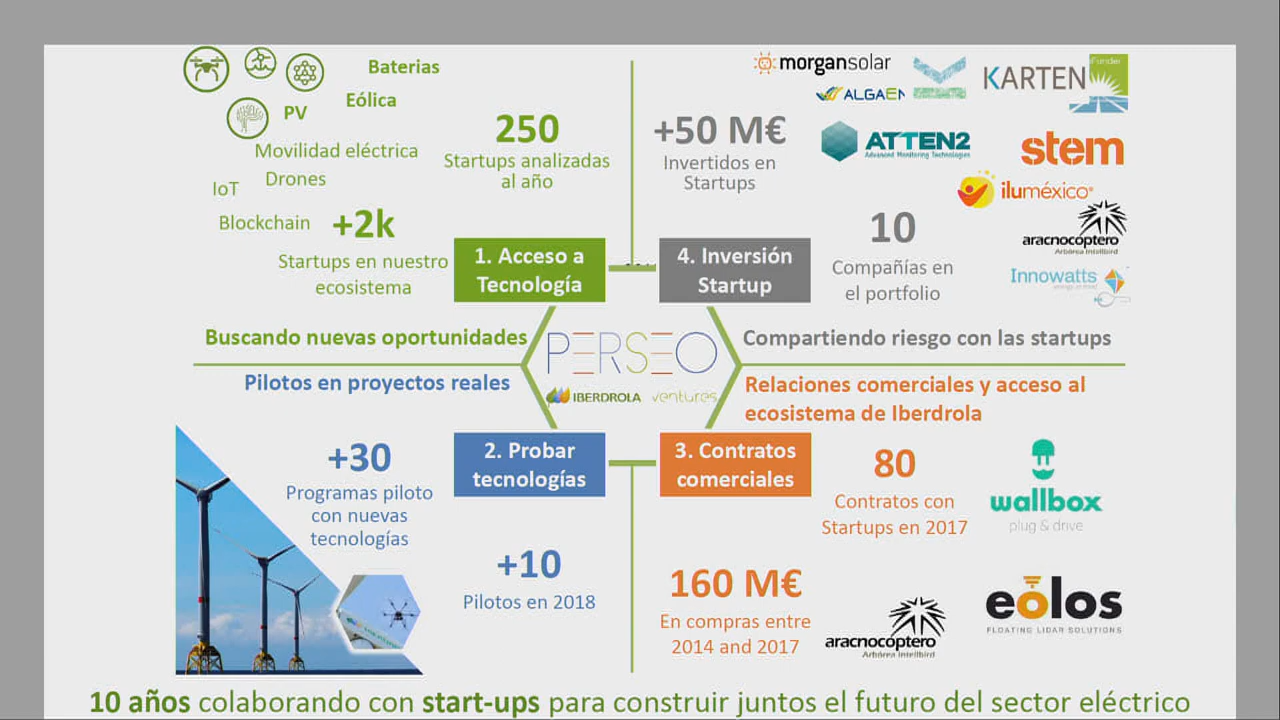 Baterias
Eólica
PV
Movilidad eléctrica
Drones
IoT
Blockchain
250
Startups analizadas
al año
+2k
Startups en nuestro
ecosistema
1. Acceso a
Tecnología
Buscando nuevas oportunidades
+50 M€
Invertidos en
Startups
4. Inversión
Startup
10
Compañías en
el portfolio
morgansolar
ALGAEN
KARTEN
iFunder
ATTEN2
Advanced Monitoring Technologies
stem
iluméxico
aracnocóptero
Arbórea Intellbird
Innowatts
Compartiendo riesgo con las startups
PERSEO
IBERDROLA ventures
Pilotos en proyectos reales
2. Probar
tecnologías
+30
Programas piloto
con nuevas
tecnologías
+10
Pilotos en 2018
Relaciones comerciales y acceso al
ecosistema de Iberdrola
3. Contratos
comerciales
80
Contratos con
Startups en 2017
wallbox
plug & drive
160 M€
En compras entre
2014 and 2017
aracnocóptero
Arbórea Intellbird
eolos
FLOATING LIDAR SOLUTIONS
10 años colaborando con start-ups para construir juntos el futuro del sector eléctrico